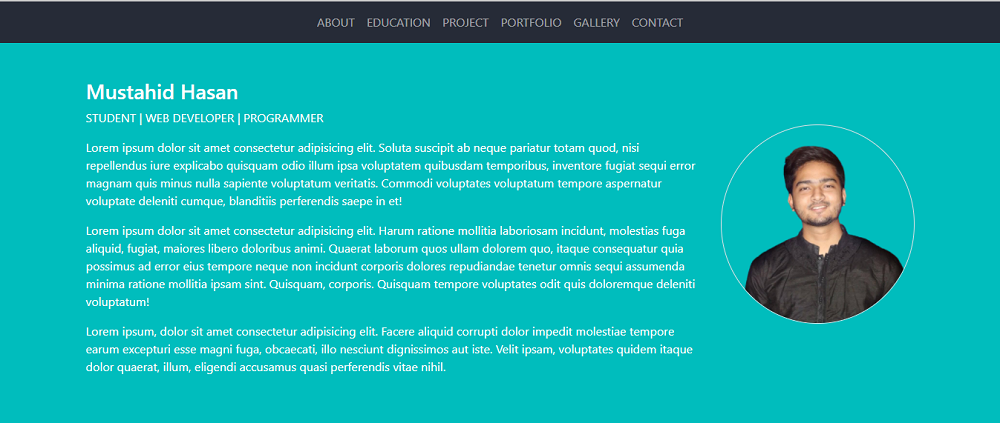 ABOUT EDUCATION PROJECT PORTFOLIO GALLERY CONTACT
Mustahid Hasan
STUDENT | WEB DEVELOPER | PROGRAMMER
Lorem ipsum dolor sit amet consectetur adipisicing elit. Soluta suscipit ab neque pariatur totam quod, nisi
repellendus iure explicabo quisquam odio illum ipsa voluptatem quibusdam temporibus, inventore fugiat sequi error
magnam quis minus nulla sapiente voluptatum veritatis. Commodi voluptates voluptatum tempore aspernatur
voluptate deleniti cumque, blanditiis perferendis saepe in et!
Lorem ipsum dolor sit amet consectetur adipisicing elit. Harum ratione mollitia laboriosam incidunt, molestias fuga
aliquid, fugiat, maiores libero doloribus animi. Quaerat laborum quos ullam dolorem quo, itaque consequatur quia
possimus ad error eius tempore neque non incidunt corporis dolores repudiandae tenetur omnis sequi assumenda
minima ratione mollitia ipsam sint. Quisquam, corporis. Quisquam tempore voluptates odit quis doloremque deleniti
voluptatum!
Lorem ipsum, dolor sit amet consectetur adipisicing elit. Facere aliquid corrupti dolor impedit molestiae tempore
earum excepturi esse magni fuga, obcaecati, illo nesciunt dignissimos aut iste. Velit ipsam, voluptates quidem itaque
dolor quaerat, illum, eligendi accusamus quasi perferendis vitae nihil.